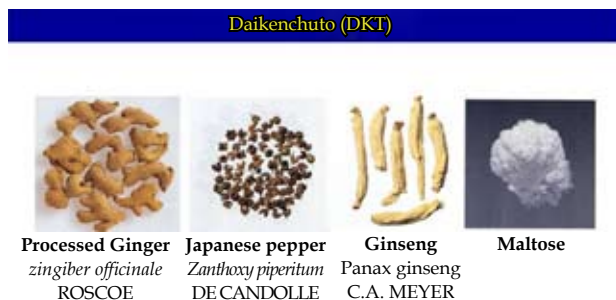 Daikenchuto (DKT)
Processed Ginger
zingiber officinale
ROSCOE
Japanese pepper
Zanthoxy piperitum
DE CANDOLLE
Ginseng
Panax ginseng
C.A. MEYER
Maltose